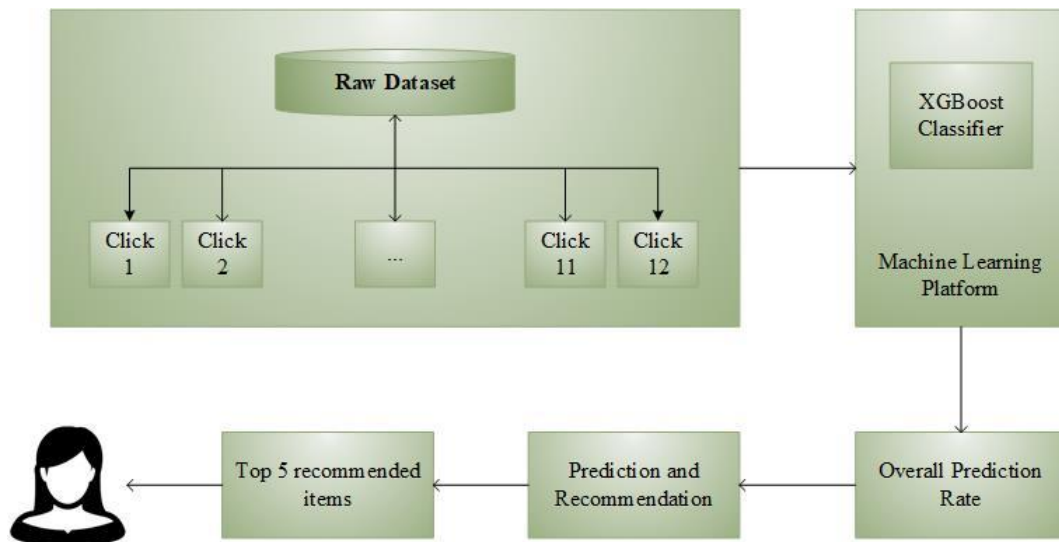 Raw Dataset
Click
1
Click
2
...
Click
11
Click
12
XGBoost
Classifier
Machine Learning
Platform
Top 5 recommended
items
Prediction and
Recommendation
Overall Prediction
Rate